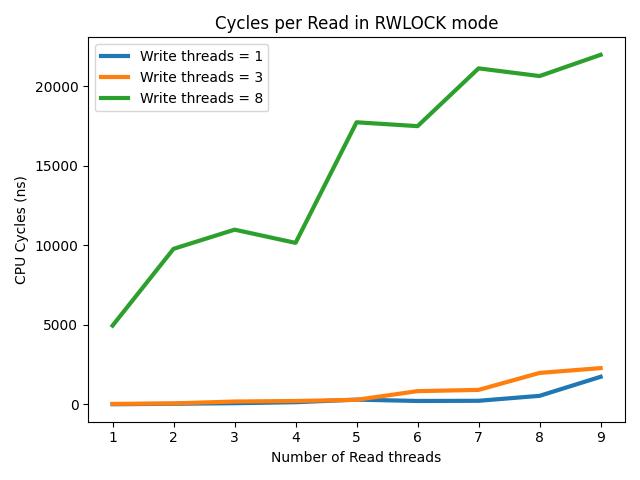 Cycles per Read in RWLOCK mode
Write threads = 1
Write threads = 3
Write threads = 8
CPU Cycles (ns)
20000
15000
10000
5000
0
1 2 3 4 5 6 7 8 9
Number of Read threads